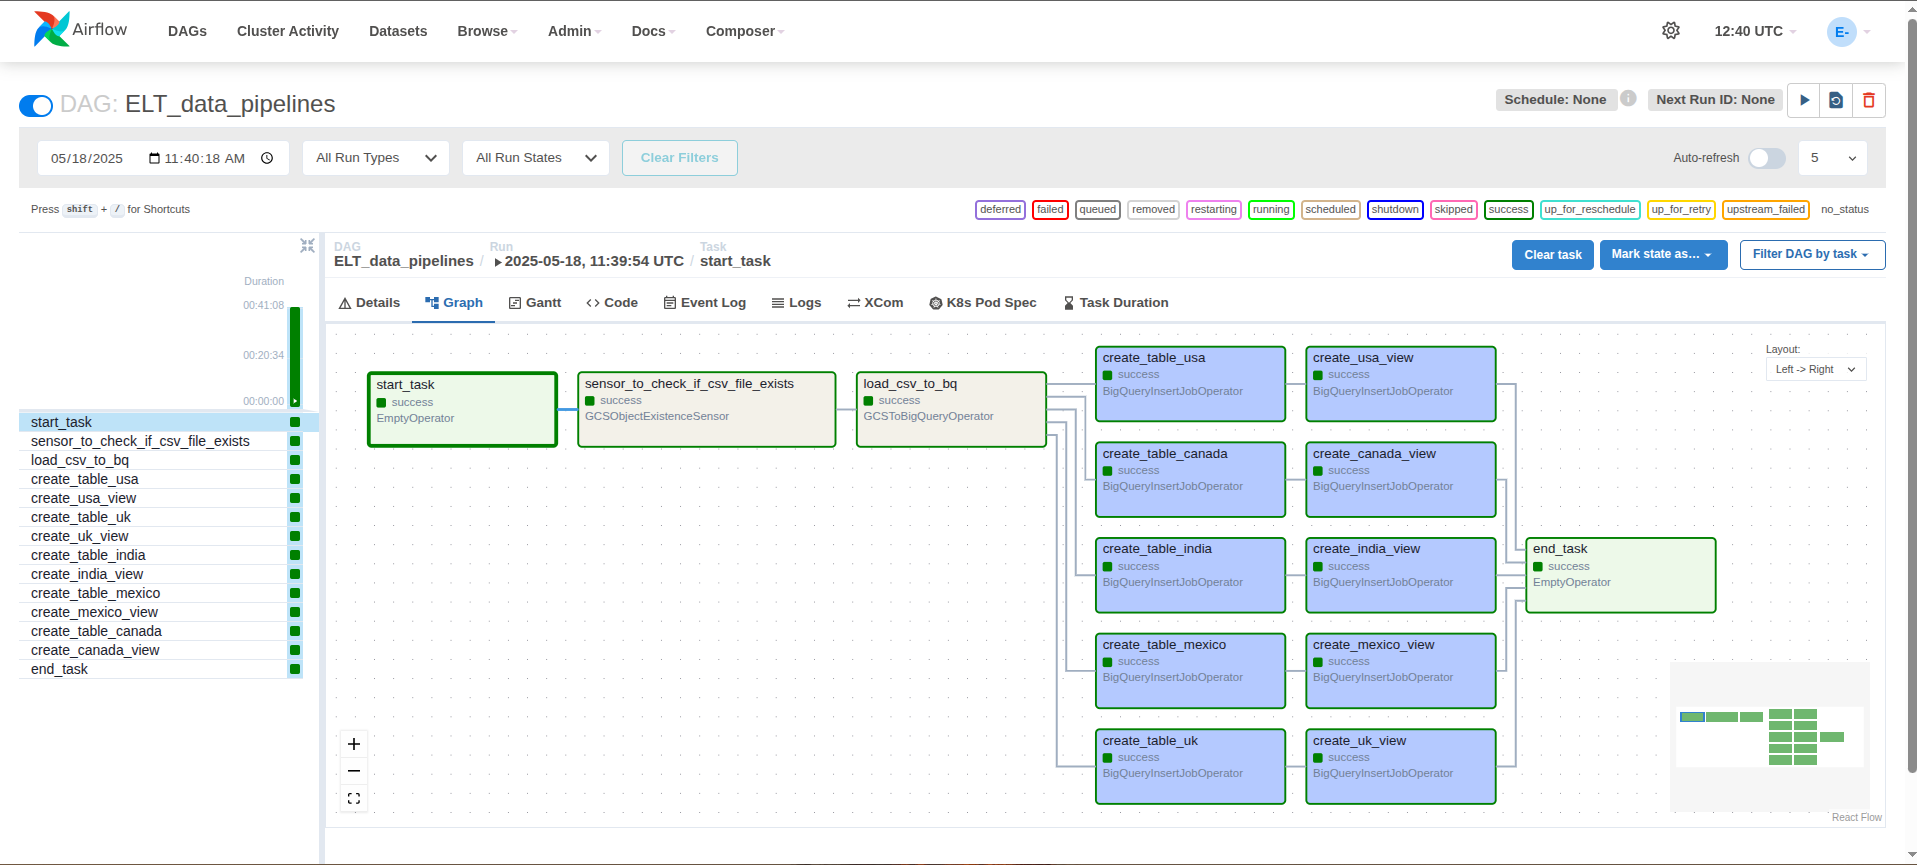 Airflow DAGs Cluster Activity Datasets Browse Admin Docs Composer 12:40 UTC E-
DAG: ELT_data_pipelines Schedule: None i Next Run ID: None
05/18/2025 11:40:18 AM All Run Types All Run States Clear Filters Auto-refresh 5
Press shift + / for Shortcuts deferred failed queued removed restarting running scheduled shutdown skipped success up_for_reschedule up_for_retry upstream_failed no_status
DAG Run Task
ELT_data_pipelines / 2025-05-18, 11:39:54 UTC / start_task Clear task Mark state as… Filter DAG by task
Details Graph Gantt Code Event Log Logs XCom K8s Pod Spec Task Duration
Duration
00:41:08
00:20:34
00:00:00
start_task
sensor_to_check_if_csv_file_exists
load_csv_to_bq
create_table_usa
create_usa_view
create_table_uk
create_uk_view
create_table_india
create_india_view
create_table_mexico
create_mexico_view
create_table_canada
create_canada_view
end_task
start_task
success
EmptyOperator
sensor_to_check_if_csv_file_exists
success
GCSObjectExistenceSensor
load_csv_to_bq
success
GCSToBigQueryOperator
create_table_usa
success
BigQueryInsertJobOperator
create_usa_view
success
BigQueryInsertJobOperator
create_table_canada
success
BigQueryInsertJobOperator
create_canada_view
success
BigQueryInsertJobOperator
create_table_india
success
BigQueryInsertJobOperator
create_india_view
success
BigQueryInsertJobOperator
create_table_mexico
success
BigQueryInsertJobOperator
create_mexico_view
success
BigQueryInsertJobOperator
create_table_uk
success
BigQueryInsertJobOperator
create_uk_view
success
BigQueryInsertJobOperator
end_task
success
EmptyOperator
Layout:
Left -> Right
React Flow